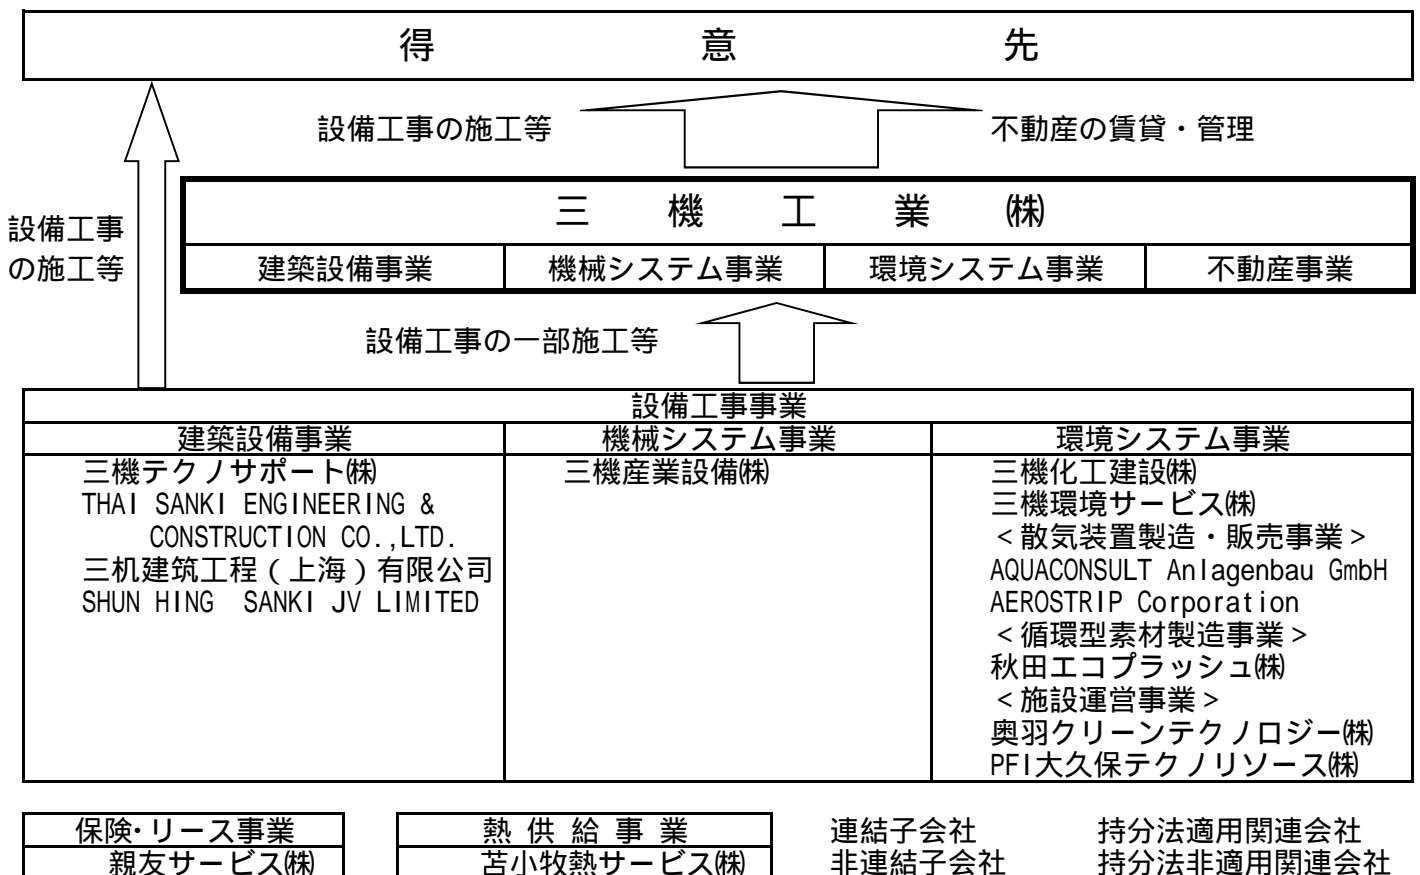 得意先
設備工事の施工等
不動産の賃貸・管理
設備工事
の施工等
三機工業㈱
建築設備事業 機械システム事業 環境システム事業 不動産事業
設備工事の一部施工等
設備工事事業
建築設備事業
三機テクノサポート㈱
THAI SANKI ENGINEERING &
CONSTRUCTION CO.,LTD.
三机建筑工程(上海)有限公司
SHUN HING SANKI JV LIMITED
機械システム事業
三機産業設備㈱
環境システム事業
三機化工建設㈱
三機環境サービス㈱
<散気装置製造・販売事業>
AQUACONSULT Anlagenbau GmbH
AEROSTRIP Corporation
<循環型素材製造事業>
秋田エコプラッシュ㈱
<施設運営事業>
奥羽クリーンテクノロジー㈱
PFI大久保テクノリソース㈱
保険・リース事業
親友サービス㈱
熱供給事業
苫小牧熱サービス㈱
連結子会社 持分法適用関連会社
非連結子会社 持分法非適用関連会社